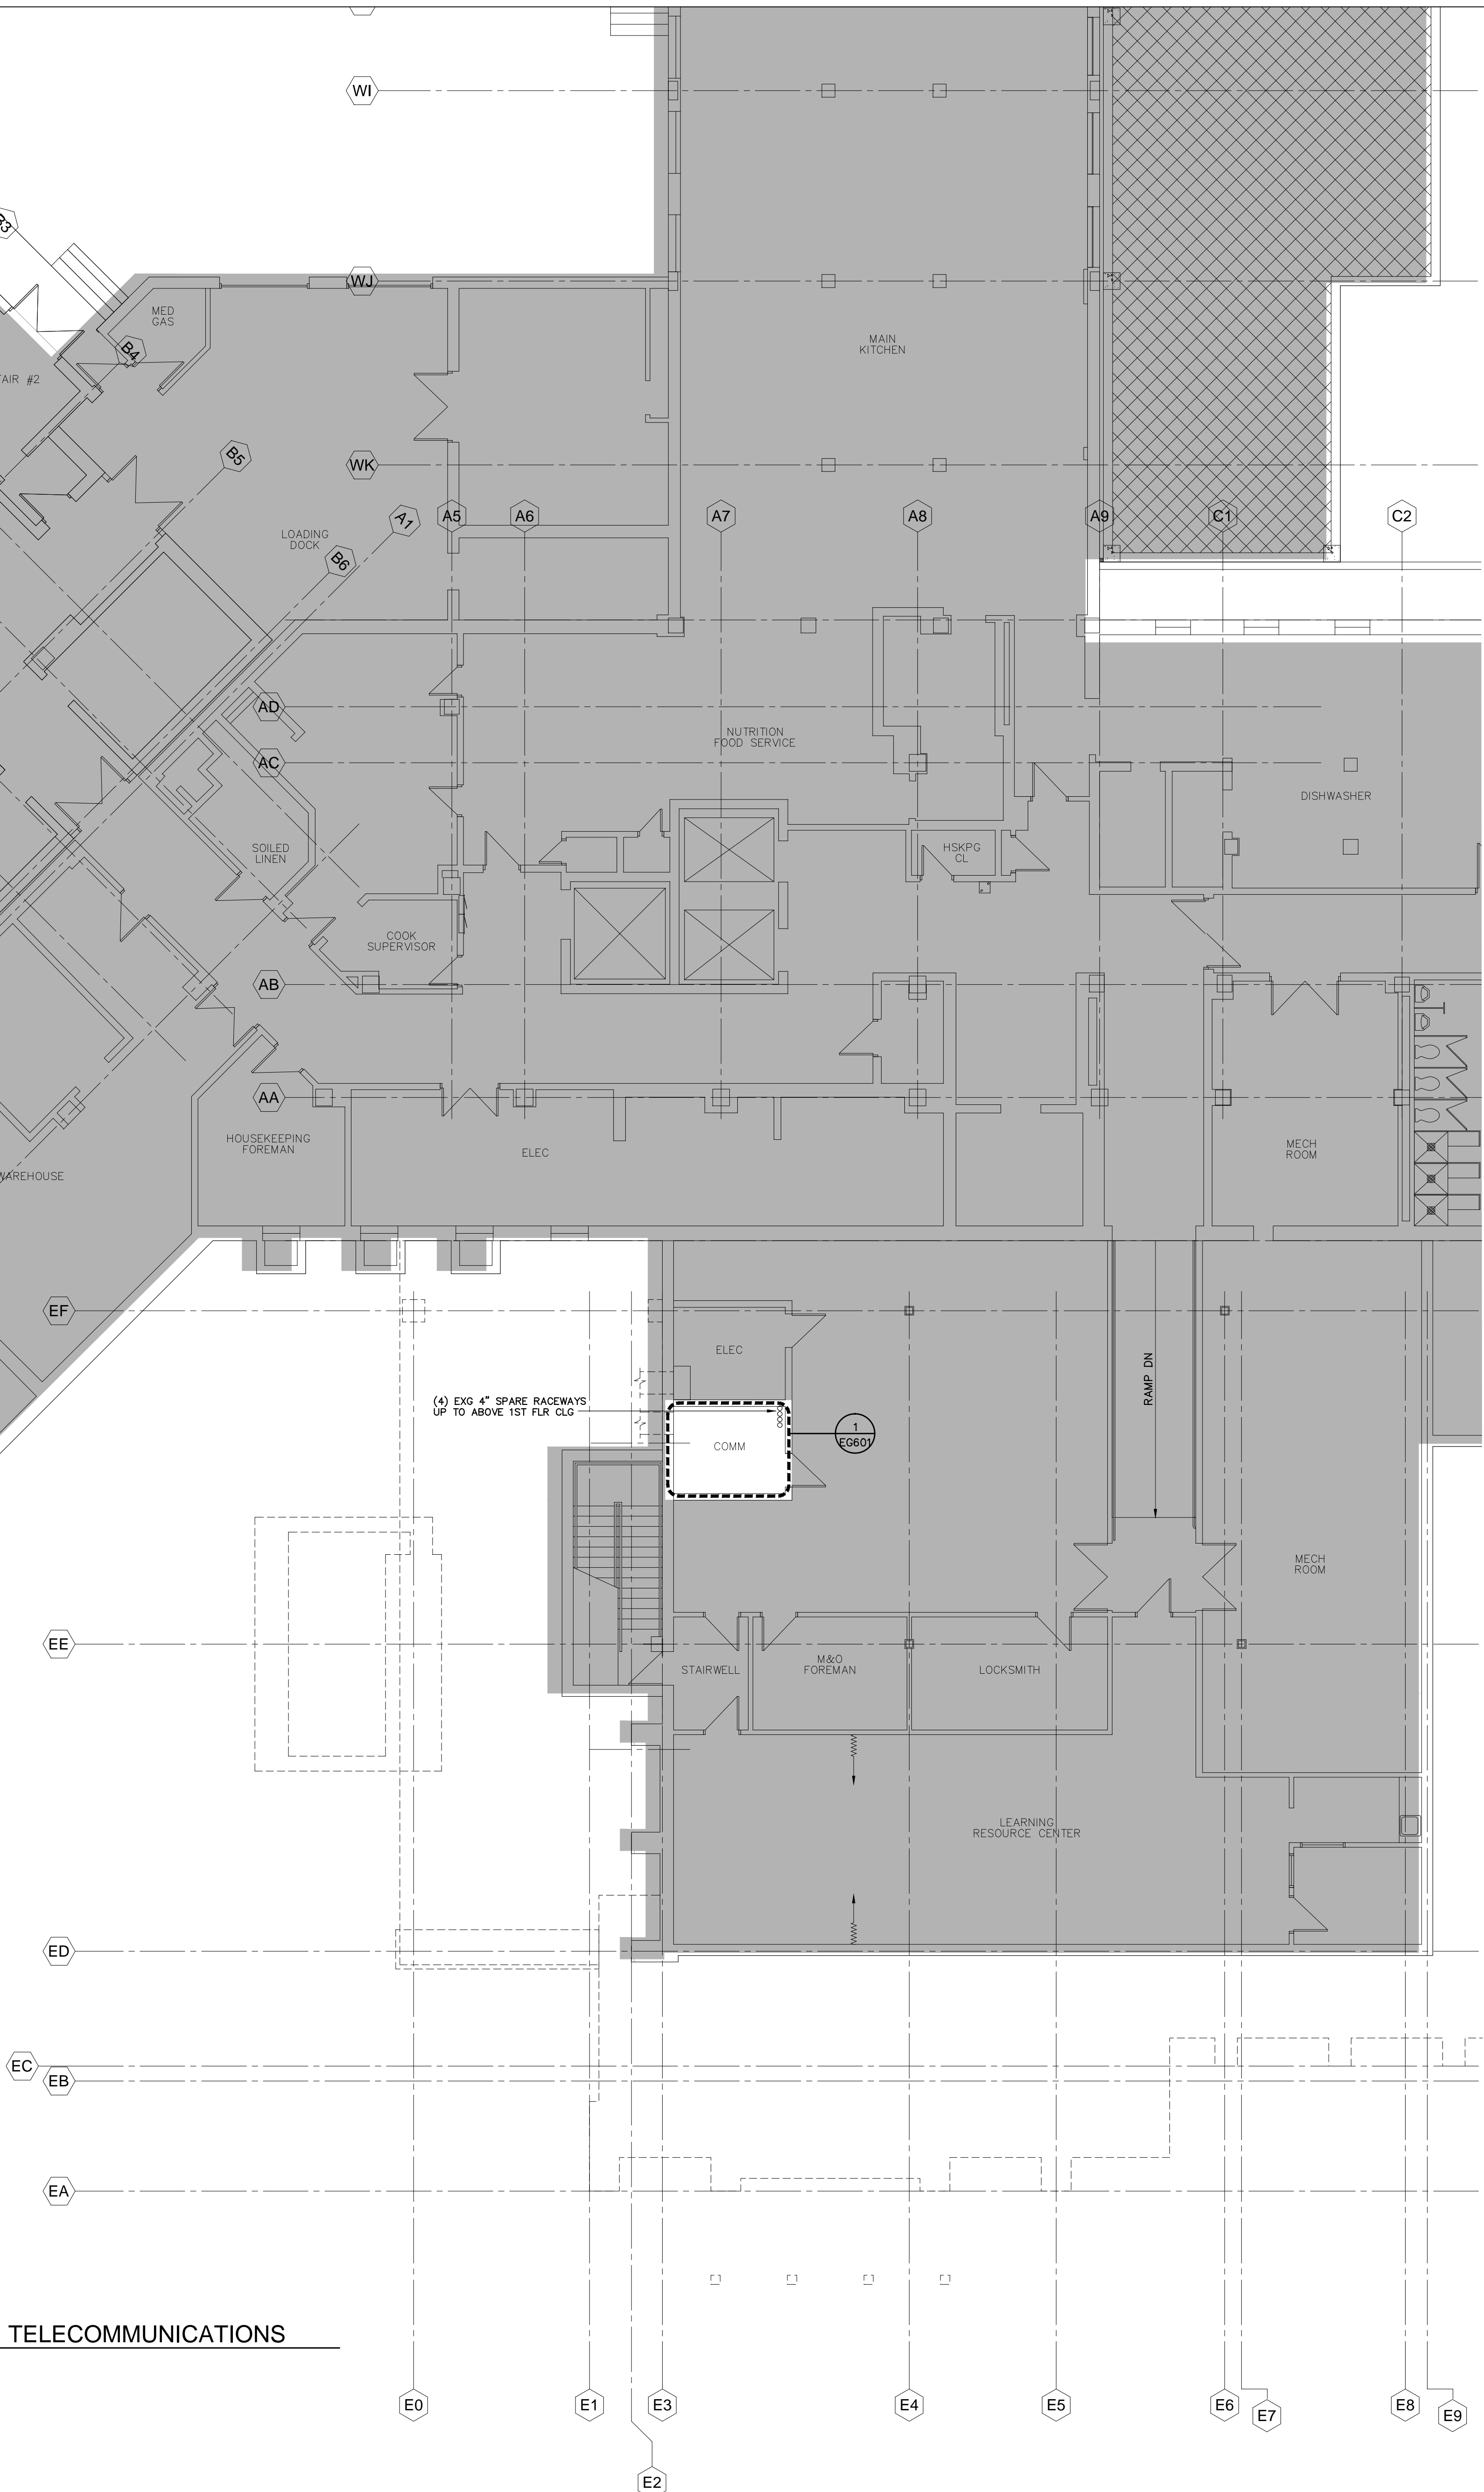 WI
B3
WJ
MED
GAS
B4
MAIN
KITCHEN
AIR #2
B5
WK
A1
A5
A6
A7
A8
A9
C1
C2
LOADING
DOCK
B6
AD
NUTRITION
FOOD SERVICE
AC
DISHWASHER
SOILED
LINEN
HSKPG
CL
COOK
SUPERVISOR
AB
AA
HOUSEKEEPING
FOREMAN
ELEC
MECH
ROOM
WAREHOUSE
EF
ELEC
RAMP DN
(4) EXG 4" SPARE RACEWAYS
UP TO ABOVE 1ST FLR CLG
COMM
1
EG601
MECH
ROOM
EE
STAIRWELL
M&O
FOREMAN
LOCKSMITH
LEARNING
RESOURCE CENTER
ED
EC
EB
EA
TELECOMMUNICATIONS
E0
E1
E3
E4
E5
E6
E7
E8
E9
E2